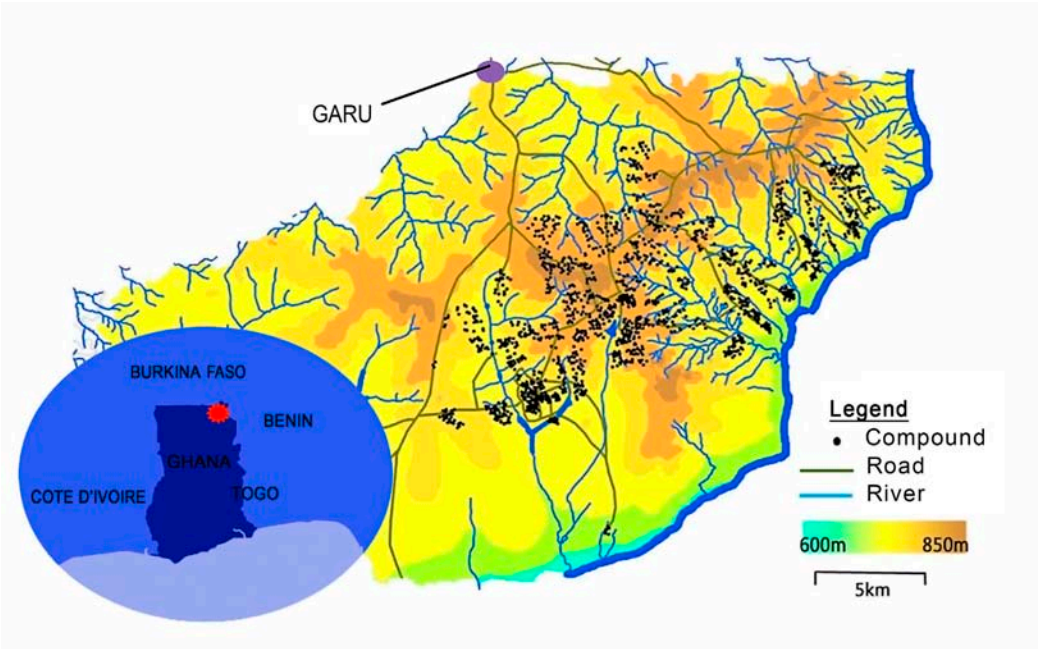 GARU
BURKINA FASO
BENIN
GHANA
COTE D'IVOIRE
TOGO
Legend
Compound
Road
River
600m
850m
5km